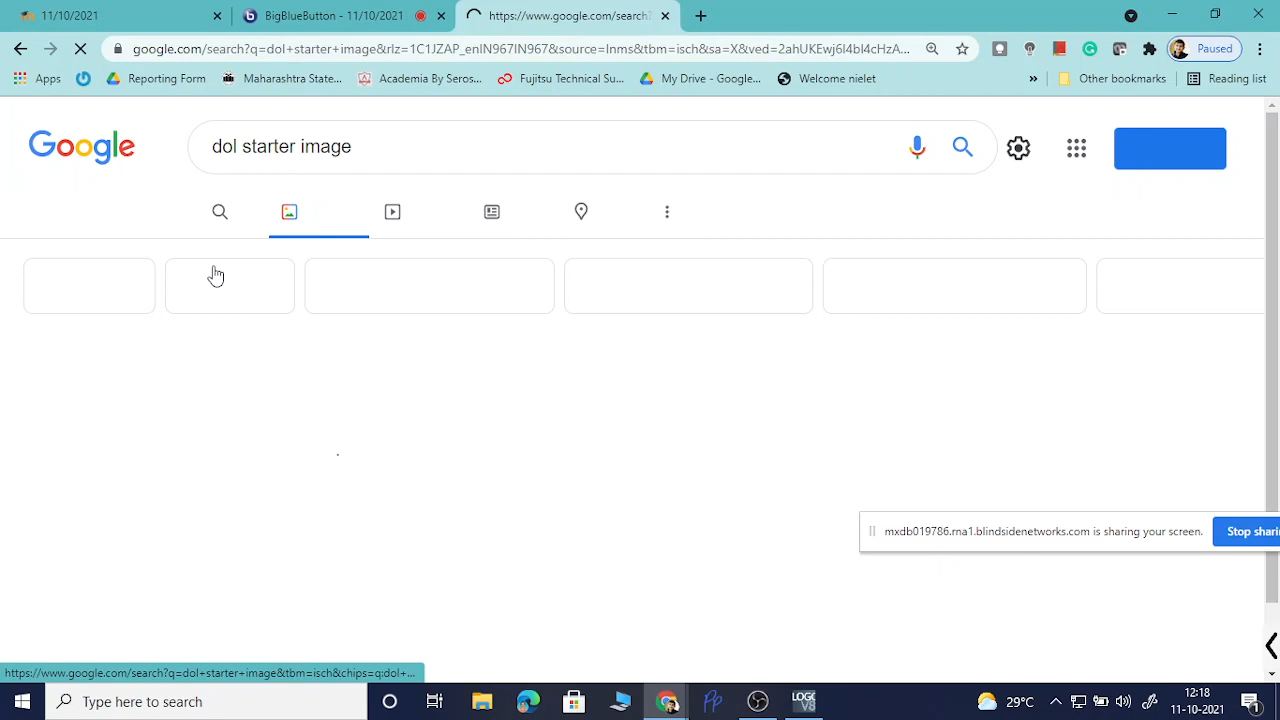 11/10/2021
BigBlueButton - 11/10/2021
https://www.google.com/search?
google.com/search?q=dol+starter+image&rlz=1C1JZAP_enIN967IN967&source=lnms&tbm=isch&sa=X&ved=2ahUKEwj6l4bl4cHzA...
Paused
Apps
Reporting Form
Maharashtra State...
Academia By Seros...
Fujitsu Technical Su...
My Drive - Google...
Welcome nielet
»
Other bookmarks
Reading list
Google
dol starter image
mxdb019786.rna1.blindsidenetworks.com is sharing your screen.
Stop shari
https://www.google.com/search?q=dol+starter+image&tbm=isch&chips=q:dol+...
Type here to search
LOGO
V8
29°C
12:18
11-10-2021
1